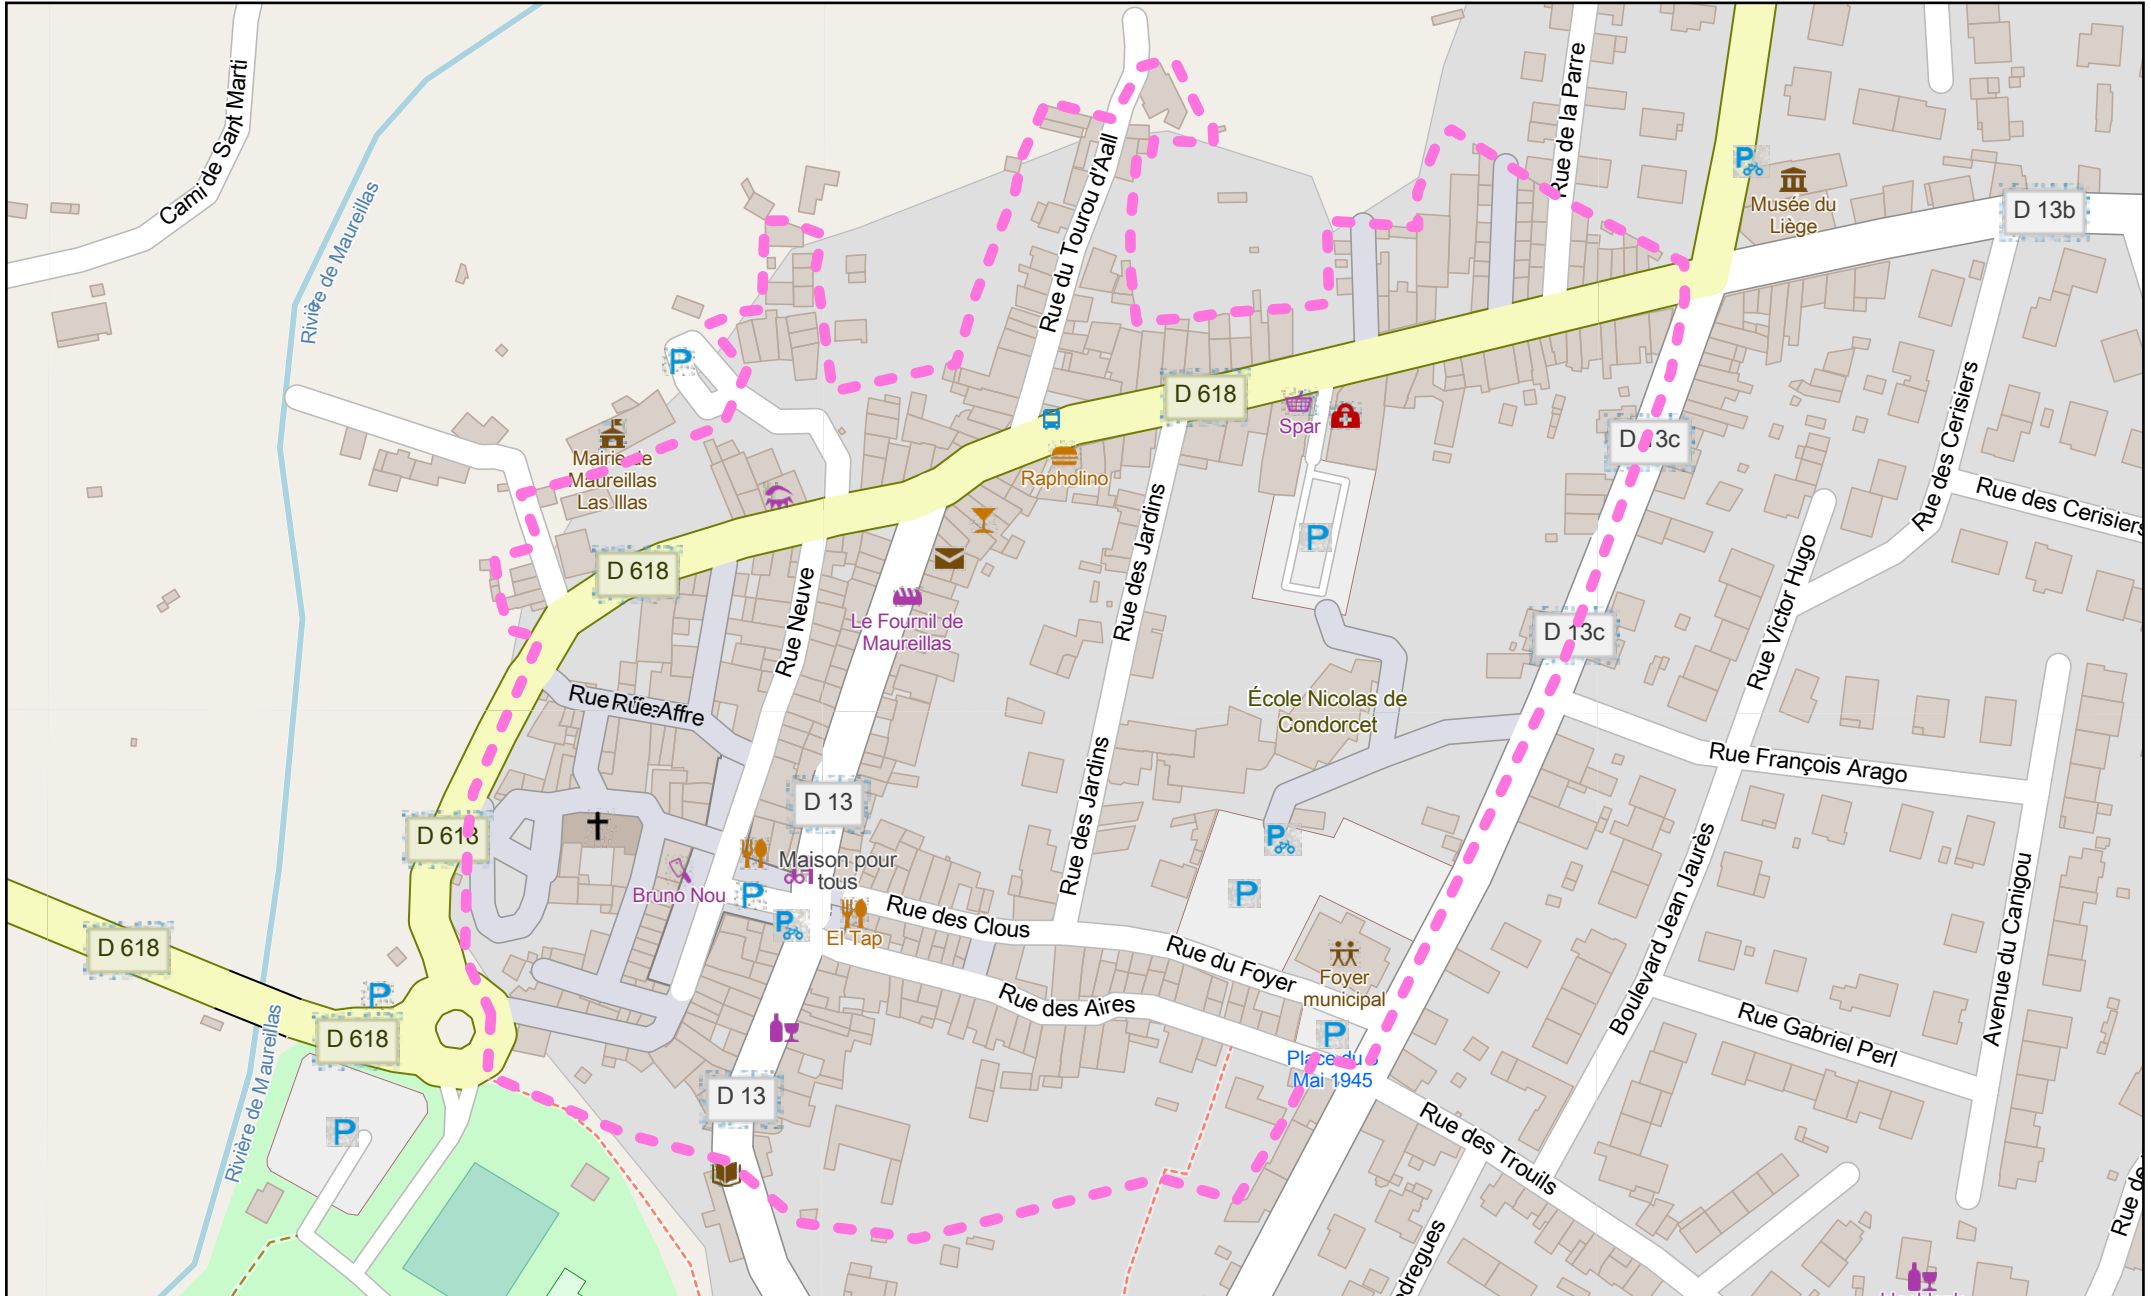 Cami de Sant Marti
Rivière de Maureillas
Rue du Tourou d'Aall
Rue de la Parre
Musée du
Liège
D 13b
D 618
Spar
Rapholino
D 13c
Rue des Cerisiers
Rue des Cerisiers
Mairie de
Maureillas
Las Illas
D 618
Le Fournil de
Maureillas
Rue Neuve
Rue des Jardins
D 13c
Rue Victor Hugo
Rue Affre
École Nicolas de
Condorcet
Rue François Arago
D 13
D 618
Maison pour
tous
Bruno Nou
El Tap
Rue des Clous
Rue des Jardins
Rue du Foyer
Foyer
municipal
Boulevard Jean Jaurès
Avenue du Canigou
D 618
D 618
Rue des Aires
Place du 8
Mai 1945
Rue Gabriel Perl
Rivière de Maureillas
D 13
Rue des Trouils
Rue de